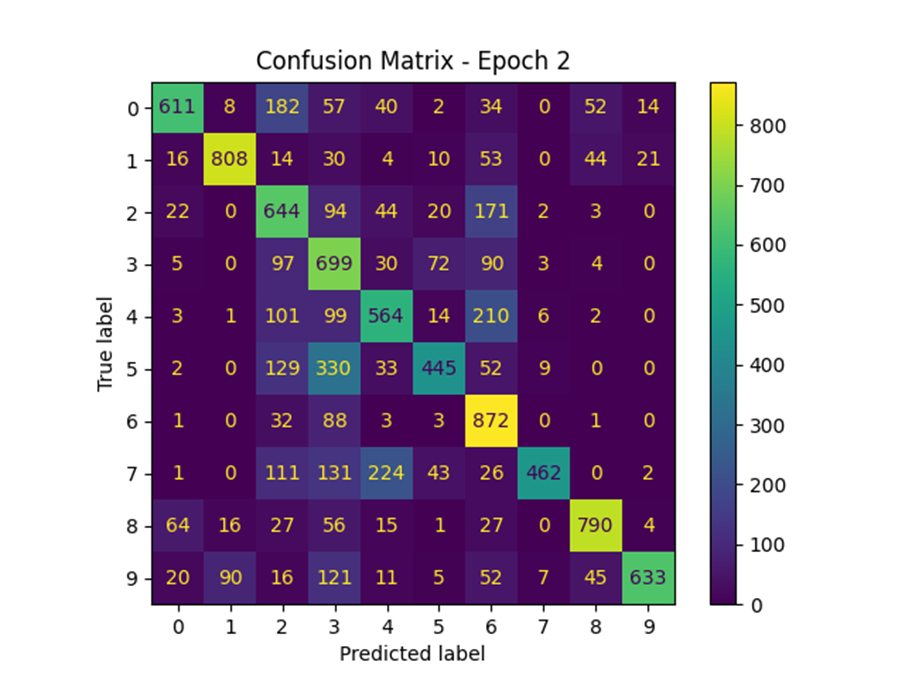 Confusion Matrix - Epoch 2
0 611 8 182 57 40 2 34 0 52 14
1 16 808 14 30 4 10 53 0 44 21
2 22 0 644 94 44 20 171 2 3 0
3 5 0 97 699 30 72 90 3 4 0
4 3 1 101 99 564 14 210 6 2 0
5 2 0 129 330 33 445 52 9 0 0
6 1 0 32 88 3 3 872 0 1 0
7 1 0 111 131 224 43 26 462 0 2
8 64 16 27 56 15 1 27 0 790 4
9 20 90 16 121 11 5 52 7 45 633
0 1 2 3 4 5 6 7 8 9
Predicted label
True label
800
700
600
500
400
300
200
100
0